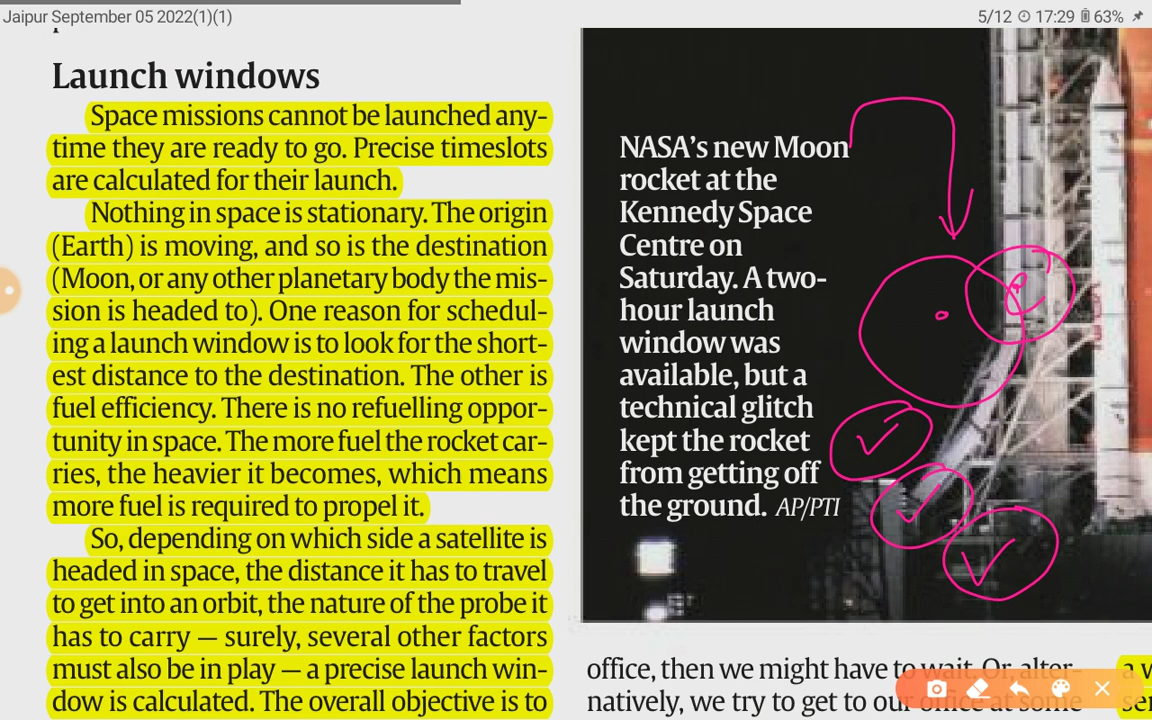 Jaipur September 05 2022(1)(1)
5/12 17:29 63%
Launch windows
Space missions cannot be launched any-
time they are ready to go. Precise timeslots
are calculated for their launch.
Nothing in space is stationary. The origin
(Earth) is moving, and so is the destination
(Moon, or any other planetary body the mis-
sion is headed to). One reason for schedul-
ing a launch window is to look for the short-
est distance to the destination. The other is
fuel efficiency. There is no refuelling oppor-
tunity in space. The more fuel the rocket car-
ries, the heavier it becomes, which means
more fuel is required to propel it.
So, depending on which side a satellite is
headed in space, the distance it has to travel
to get into an orbit, the nature of the probe it
has to carry — surely, several other factors
must also be in play — a precise launch win-
dow is calculated. The overall objective is to
NASA’s new Moon
rocket at the
Kennedy Space
Centre on
Saturday. A two-
hour launch
window was
available, but a
technical glitch
kept the rocket
from getting off
the ground. AP/PTI
office, then we might have to wait. Or, alter-
natively, we try to get to our office at some